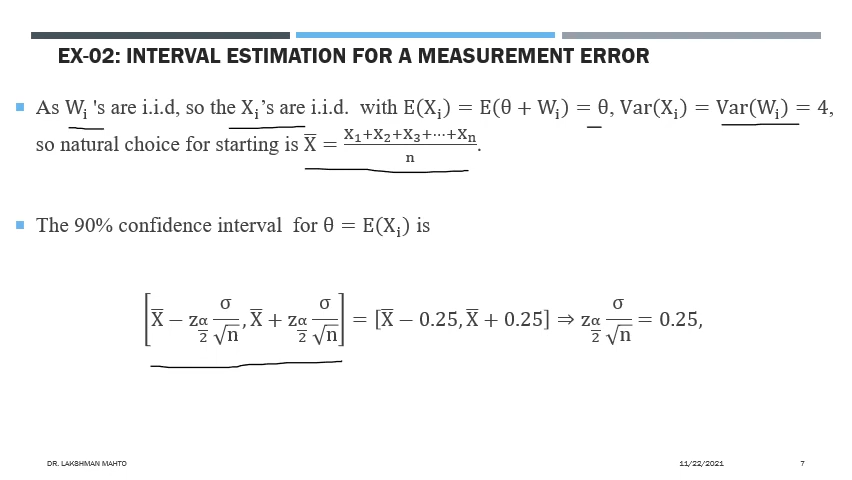 EX-02: INTERVAL ESTIMATION FOR A MEASUREMENT ERROR
As Wᵢ 's are i.i.d, so the Xᵢ’s are i.i.d. with E(Xᵢ) = E(θ + Wᵢ) = θ, Var(Xᵢ) = Var(Wᵢ) = 4,
so natural choice for starting is X̅ = (X₁+X₂+X₃+⋯+Xₙ)/n.
The 90% confidence interval for θ = E(Xᵢ) is
[X̅ − z_(α/2) σ/√n, X̅ + z_(α/2) σ/√n] = [X̅ − 0.25, X̅ + 0.25] ⇒ z_(α/2) σ/√n = 0.25,
DR. LAKSHMAN MAHTO 11/22/2021 7